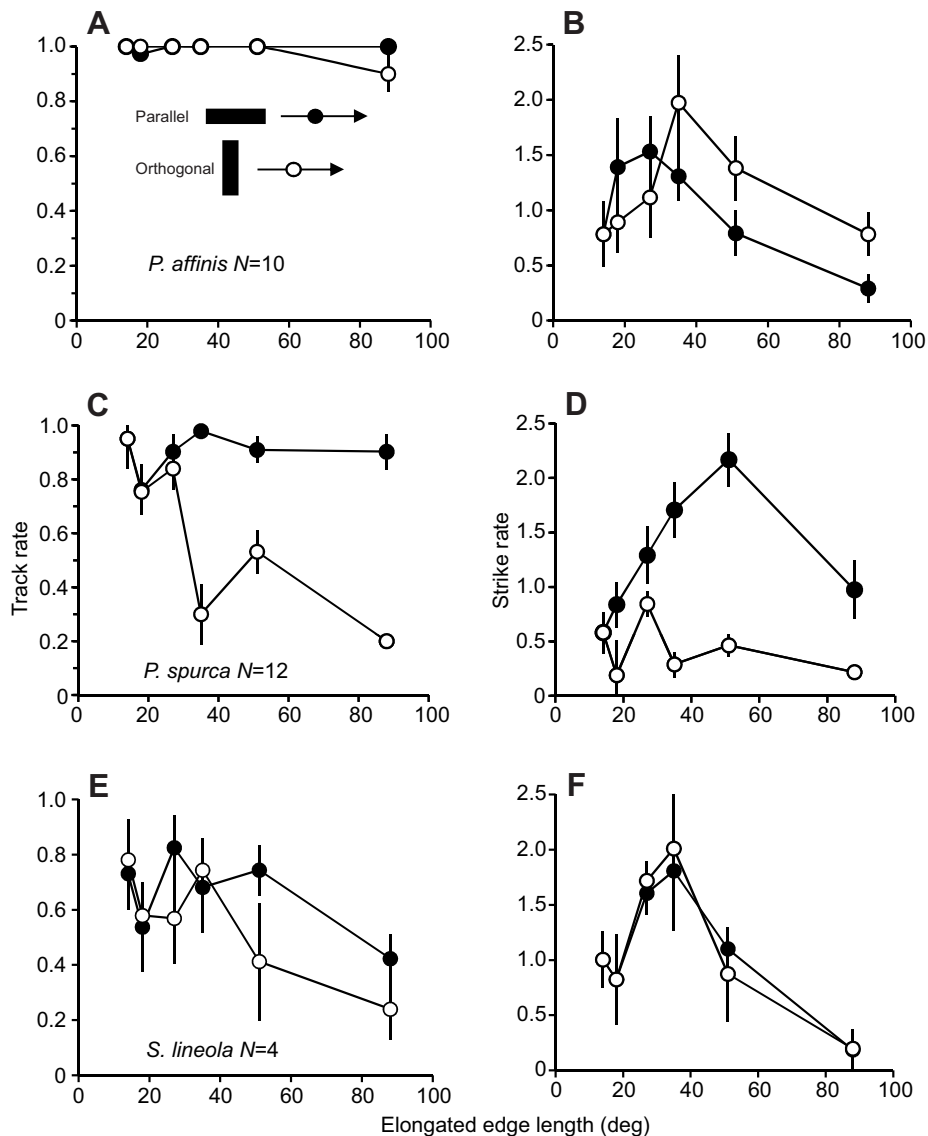 A
1.0
0.8
0.6
0.4
0.2
0
Parallel
Orthogonal
P. affinis N=10
0 20 40 60 80 100
B
2.5
2.0
1.5
1.0
0.5
0
0 20 40 60 80 100
C
1.0
0.8
0.6
0.4
0.2
0
Track rate
P. spurca N=12
0 20 40 60 80 100
D
2.5
2.0
1.5
1.0
0.5
0
Strike rate
0 20 40 60 80 100
E
1.0
0.8
0.6
0.4
0.2
0
S. lineola N=4
0 20 40 60 80 100
F
2.5
2.0
1.5
1.0
0.5
0
0 20 40 60 80 100
Elongated edge length (deg)